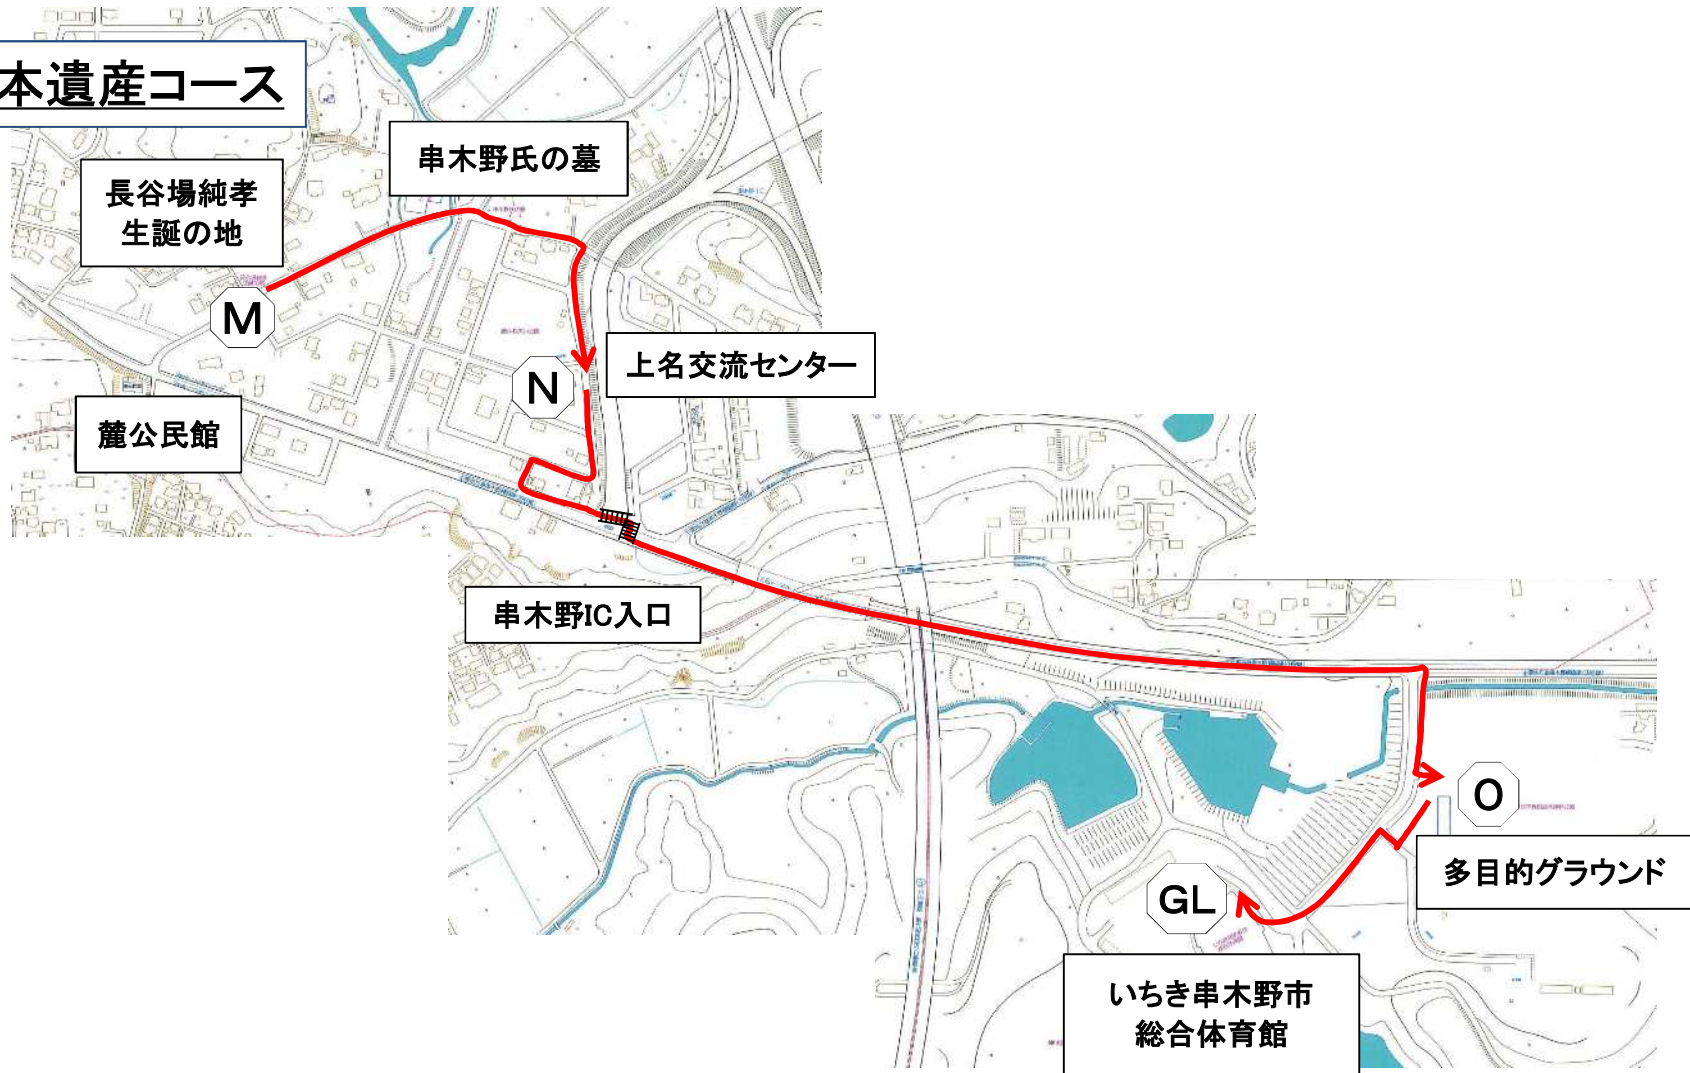 本遺産コース
串木野氏の墓
長谷場純孝
生誕の地
M
上名交流センター
N
麓公民館
串木野IC入口
O
多目的グラウンド
GL
いちき串木野市
総合体育館